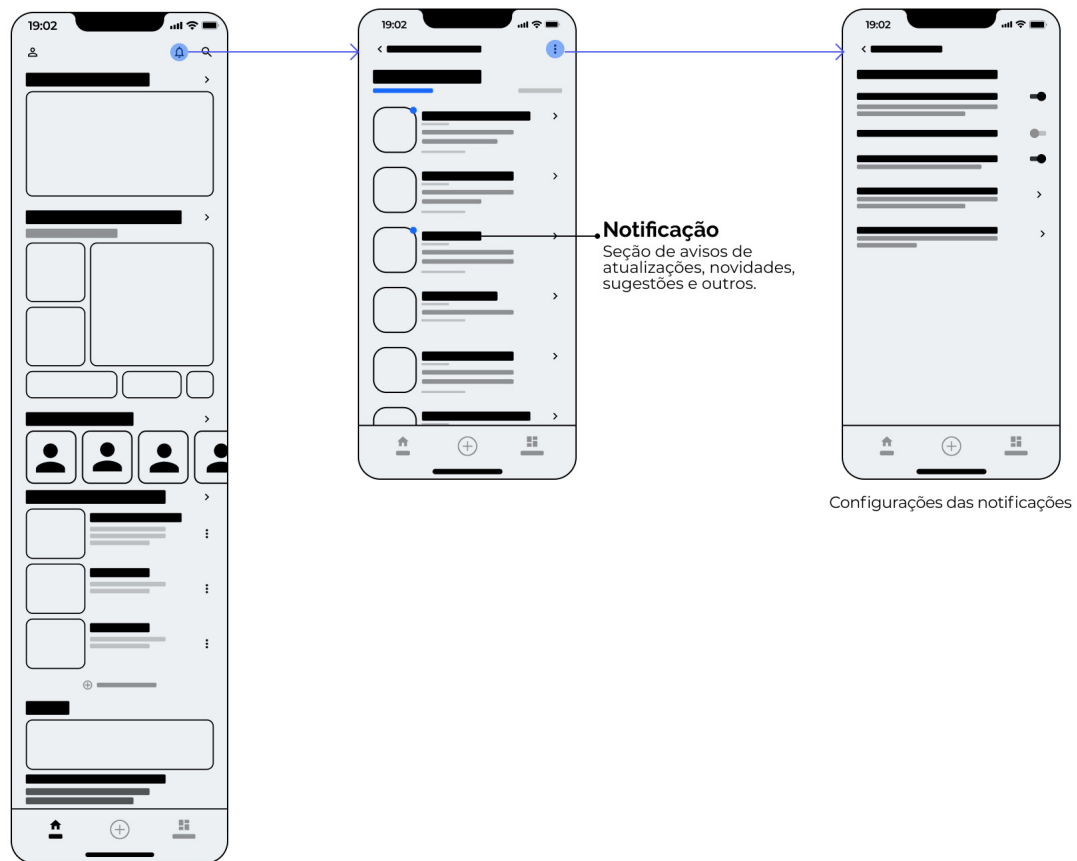 19:02
19:02
19:02
Notificação
Seção de avisos de
atualizações, novidades,
sugestões e outros.
Configurações das notificações